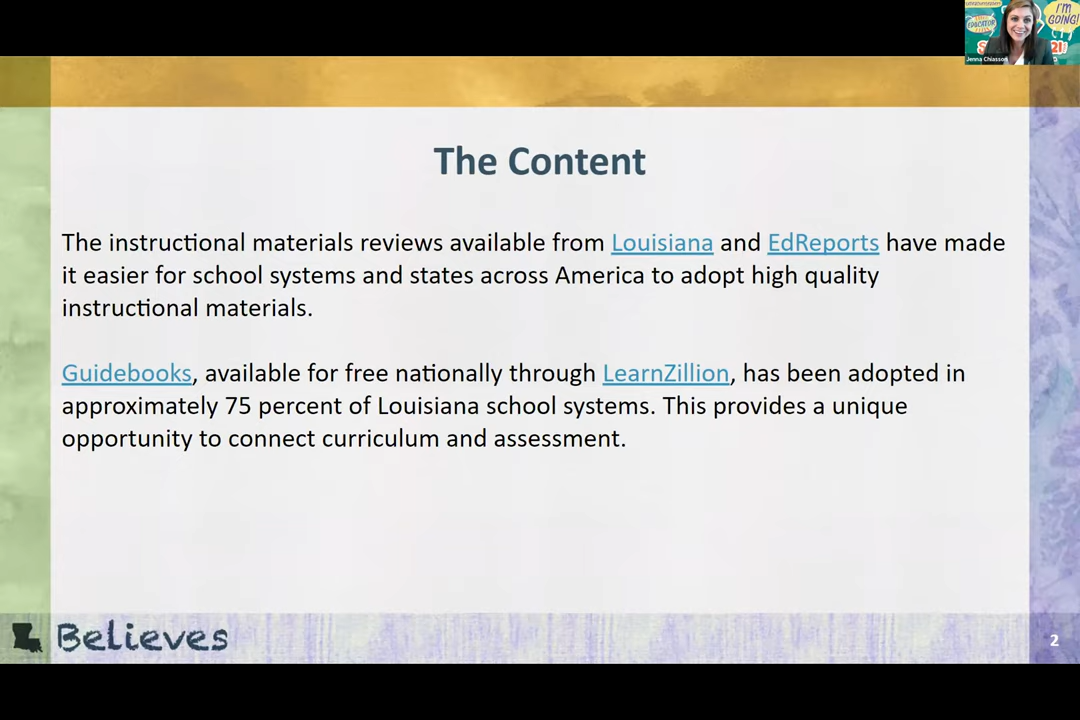 I'M
GOING!
EDUCATOR
Jenna Chiasson
The Content
The instructional materials reviews available from Louisiana and EdReports have made
it easier for school systems and states across America to adopt high quality
instructional materials.
Guidebooks, available for free nationally through LearnZillion, has been adopted in
approximately 75 percent of Louisiana school systems. This provides a unique
opportunity to connect curriculum and assessment.
Believes
2